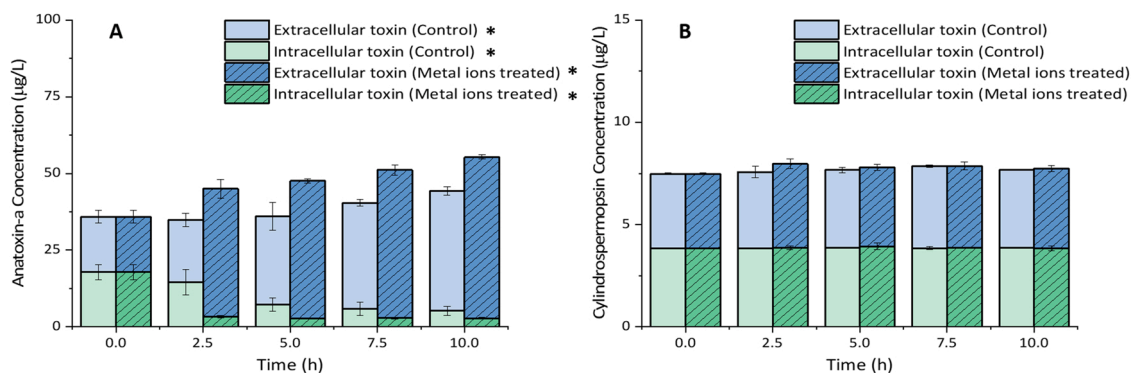 A
Extracellular toxin (Control) *
Intracellular toxin (Control) *
Extracellular toxin (Metal ions treated) *
Intracellular toxin (Metal ions treated) *
Anatoxin-a Concentration (µg/L)
100
75
50
25
0
0.0 2.5 5.0 7.5 10.0
Time (h)
B
Extracellular toxin (Control)
Intracellular toxin (Control)
Extracellular toxin (Metal ions treated)
Intracellular toxin (Metal ions treated)
Cylindrospermopsin Concentration (µg/L)
15
10
5
0
0.0 2.5 5.0 7.5 10.0
Time (h)